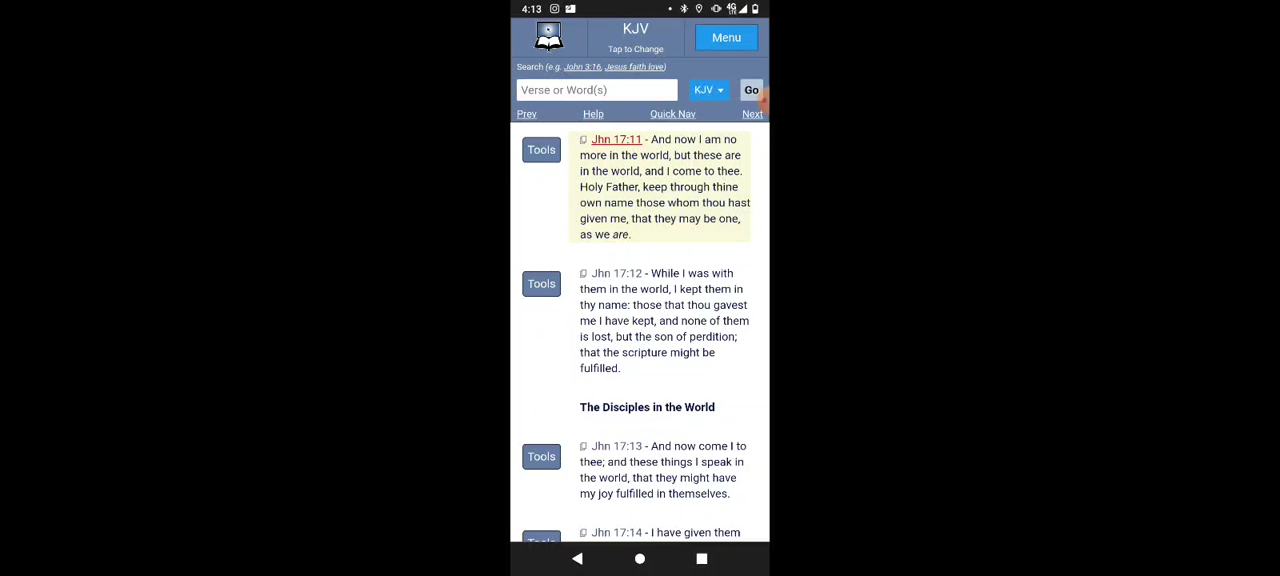 4:13
4G
KJV
Tap to Change
Menu
Search (e.g. John 3:16, Jesus faith love)
Verse or Word(s)
KJV
Go
Prev
Help
Quick Nav
Next
Tools
Jhn 17:11 - And now I am no
more in the world, but these are
in the world, and I come to thee.
Holy Father, keep through thine
own name those whom thou hast
given me, that they may be one,
as we are.
Tools
Jhn 17:12 - While I was with
them in the world, I kept them in
thy name: those that thou gavest
me I have kept, and none of them
is lost, but the son of perdition;
that the scripture might be
fulfilled.
The Disciples in the World
Tools
Jhn 17:13 - And now come I to
thee; and these things I speak in
the world, that they might have
my joy fulfilled in themselves.
Tools
Jhn 17:14 - I have given them